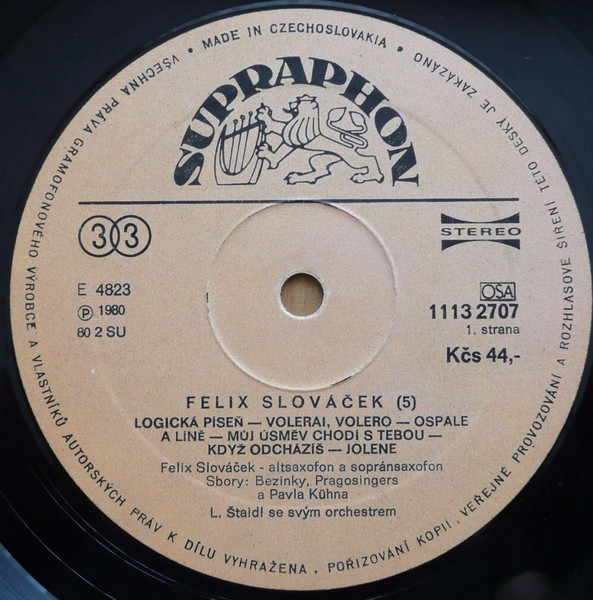 VŠECHNA PRÁVA GRAMOFONOVÉHO VÝROBCE A VLASTNÍKŮ AUTORSKÝCH PRÁV K DÍLU VYHRAŽENA. POŘIZOVÁNÍ KOPII, VEŘEJNÉ PROVOZOVÁNÍ A ROZHLASOVÉ ŠÍŘENÍ TÉTO DESKY JE ZAKÁZÁNO
• MADE IN CZECHOSLOVAKIA •
SUPRAPHON
33
STEREO
E 4823
Ⓟ 1980
80 2 SU
OSA
1113 2707
1. strana
Kčs 44,-
FELIX SLOVÁČEK (5)
LOGICKÁ PÍSEŇ — VOLERAI, VOLERO — OSPALE
A LÍNĚ — MŮJ ÚSMĚV CHODÍ S TEBOU —
KDYŽ ODCHÁZÍŠ — JOLENE
Felix Slováček - altsaxofon a sopránsaxofon
Sbory: Bezinky, Pragosingers
a Pavla Kühna
L. Štaidl se svým orchestrem